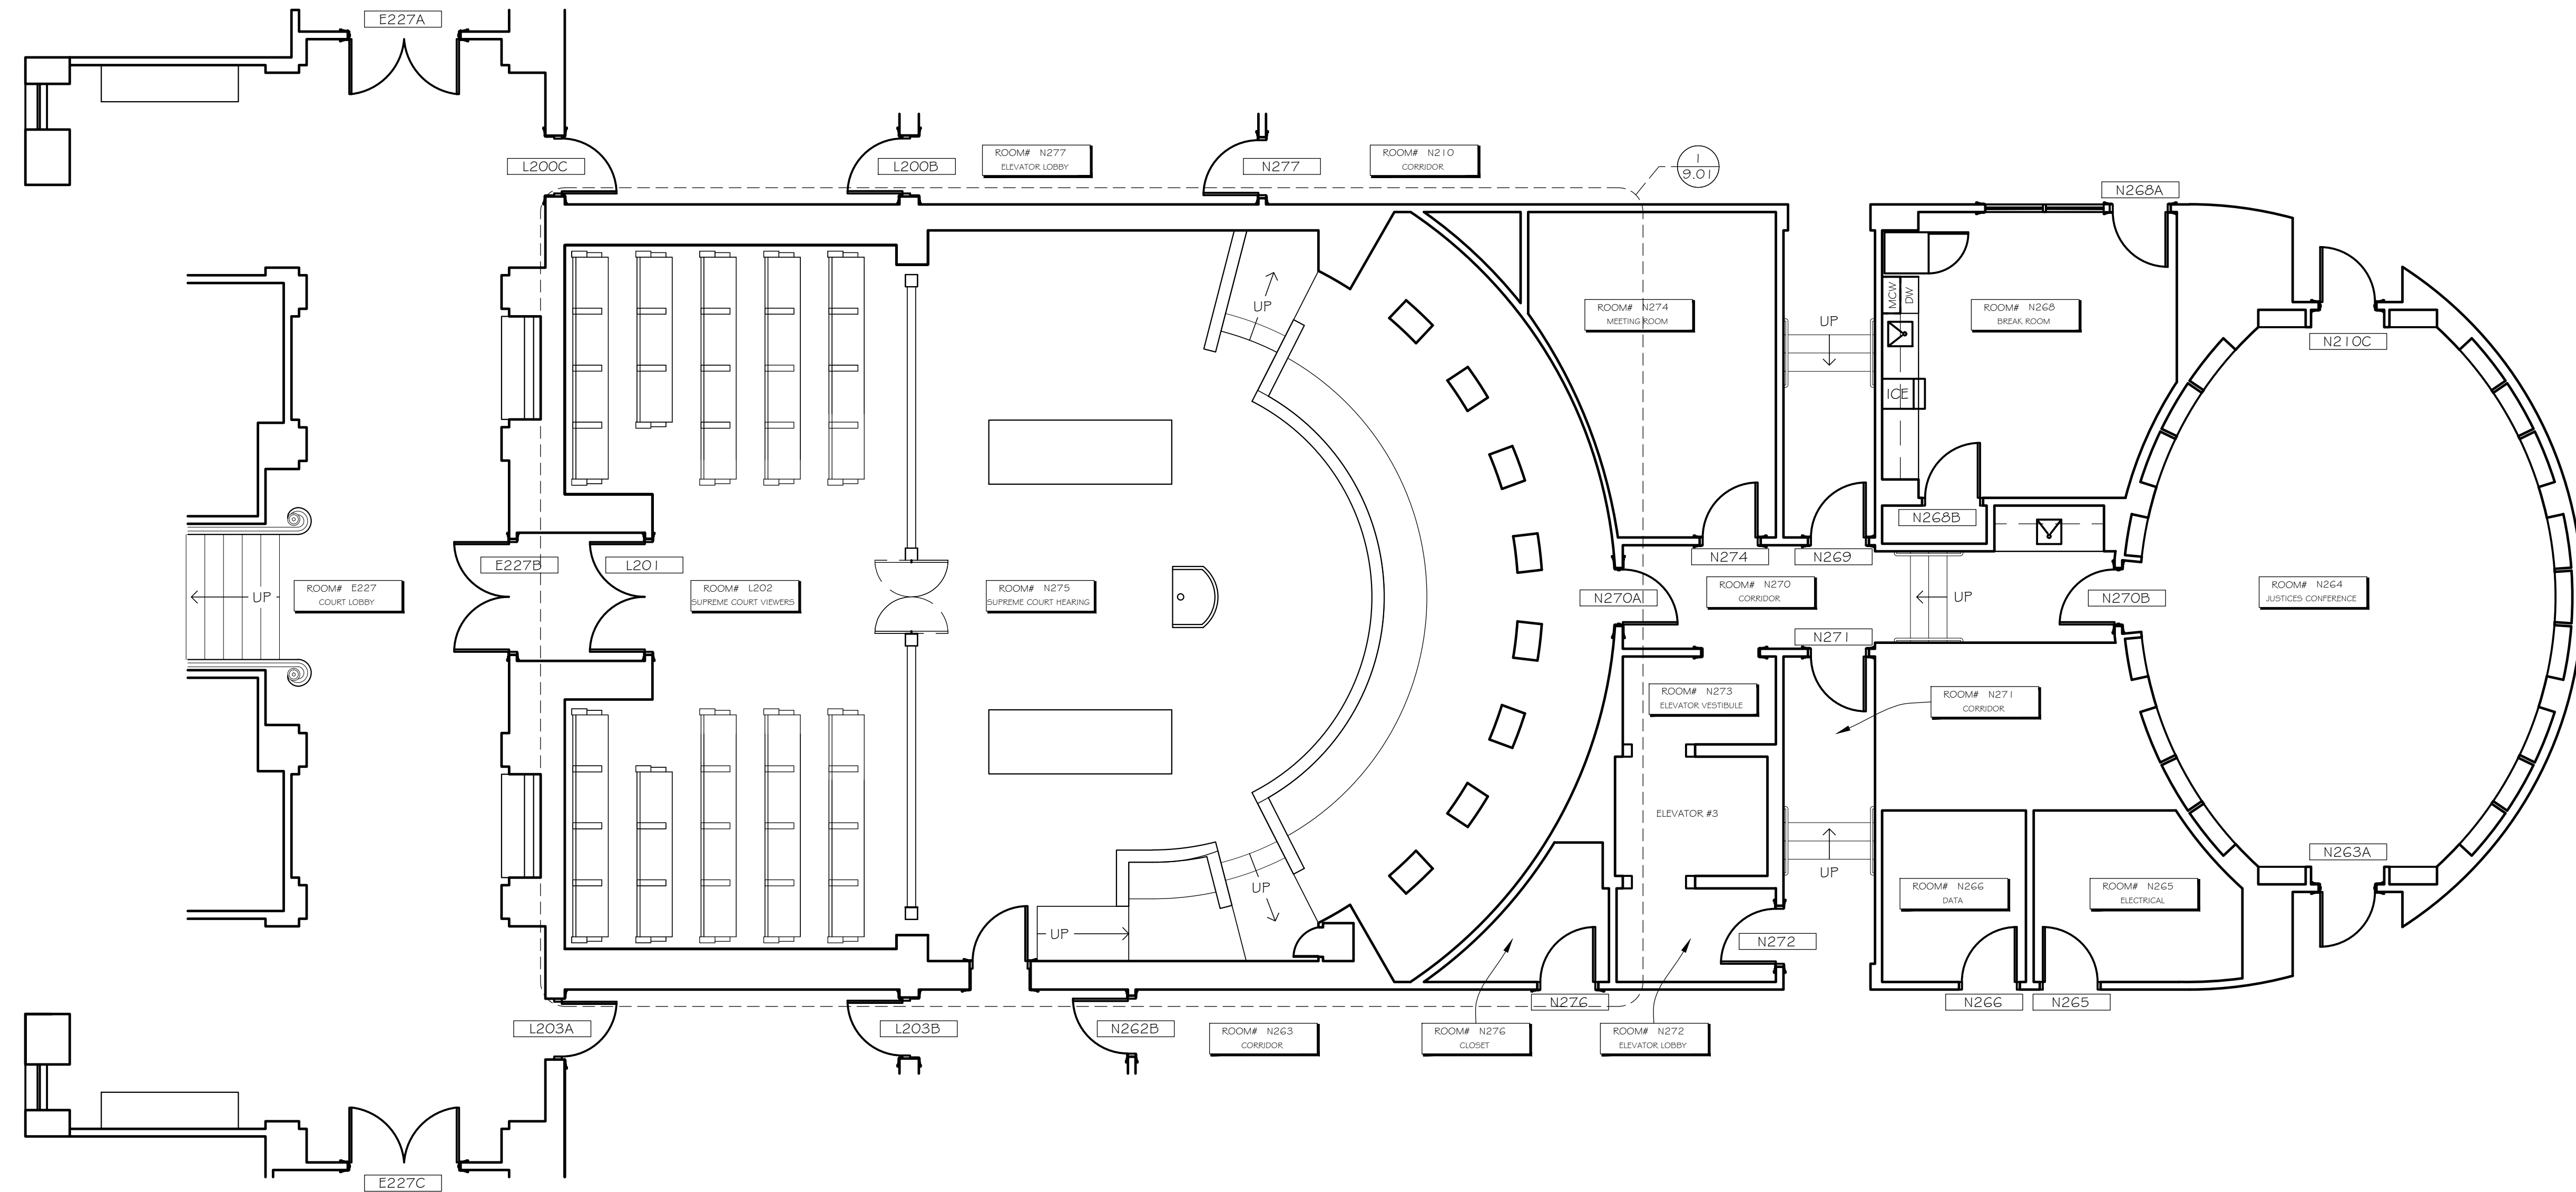 E227A
L200C
L200B
ROOM# N277
ELEVATOR LOBBY
N277
ROOM# N210
CORRIDOR
1
9.01
N268A
UP
ROOM# N274
MEETING ROOM
UP
MCW
DW
ROOM# N268
BREAK ROOM
N210C
ICE
N268B
E227B
L201
N274
N269
UP
ROOM# E227
COURT LOBBY
ROOM# L202
SUPREME COURT VIEWERS
ROOM# N275
SUPREME COURT HEARING
N270A
ROOM# N270
CORRIDOR
UP
N270B
ROOM# N264
JUSTICES CONFERENCE
N271
ROOM# N273
ELEVATOR VESTIBULE
ROOM# N271
CORRIDOR
ELEVATOR #3
N263A
UP
UP
ROOM# N266
DATA
ROOM# N265
ELECTRICAL
UP
N272
N276
N266
N265
L203A
L203B
N262B
ROOM# N263
CORRIDOR
ROOM# N276
CLOSET
ROOM# N272
ELEVATOR LOBBY
E227C